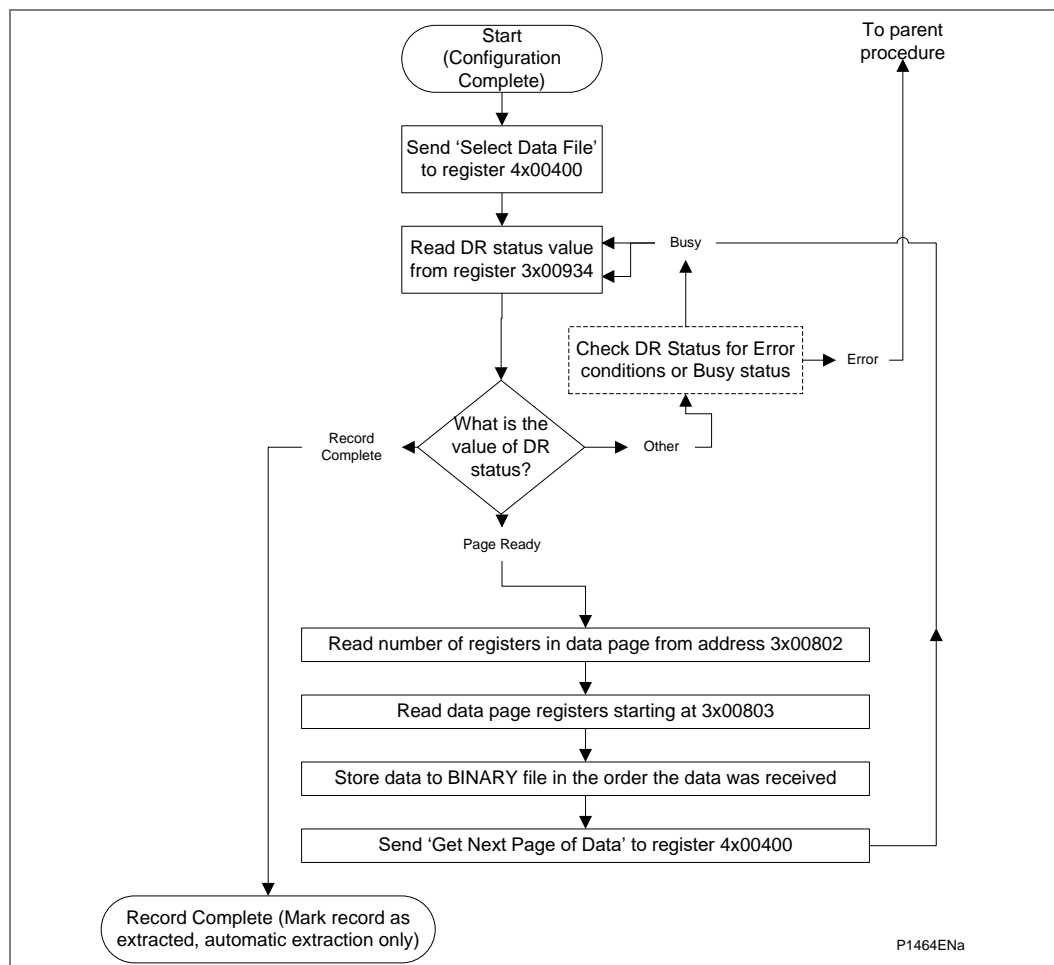 Start
(Configuration
Complete)
To parent
procedure
Send ‘Select Data File’
to register 4x00400
Read DR status value
from register 3x00934
Busy
Check DR Status for Error
conditions or Busy status
Error
What is the
value of DR
status?
Record
Complete
Other
Page Ready
Read number of registers in data page from address 3x00802
Read data page registers starting at 3x00803
Store data to BINARY file in the order the data was received
Send ‘Get Next Page of Data’ to register 4x00400
Record Complete (Mark record as
extracted, automatic extraction only)
P1464ENa